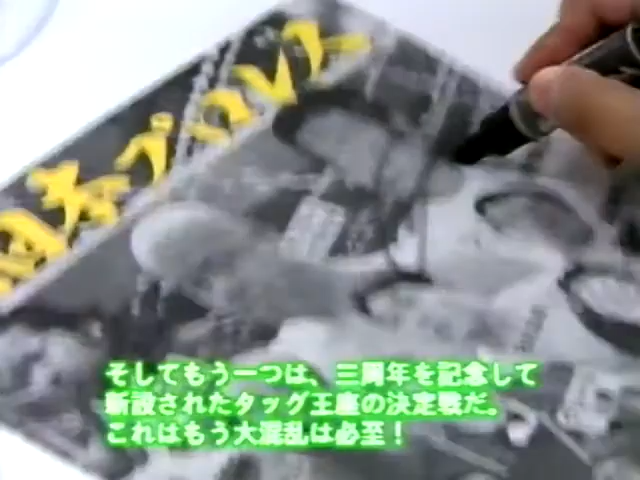 そしてもう一つは、三周年を記念して
新設されたタッグ王座の決定戦だ。
これはもう大混乱は必至！